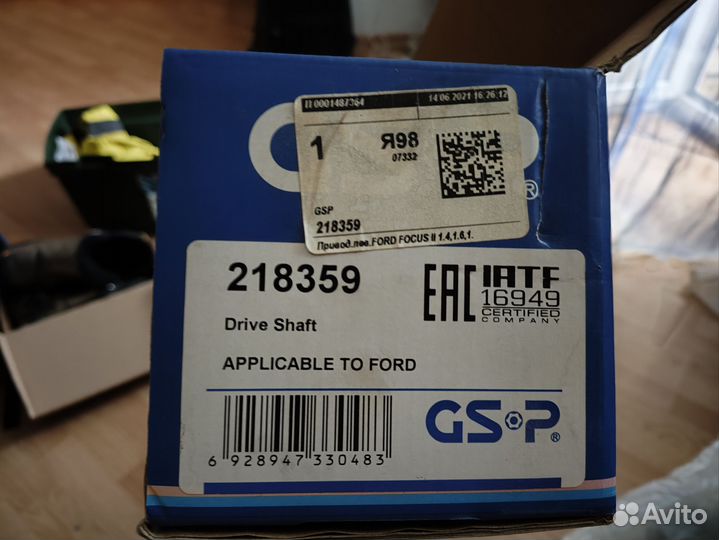 П 0001487364 14 06 2021 16:26:12
1 Я98
07332
GSP
218359
Привод лев.FORD FOCUS II 1.4,1.6,1.
®
218359
EAC IATF
16949
CERTIFIED
COMPANY
Drive Shaft
APPLICABLE TO FORD
6 928947 330483
GSP®
Avito